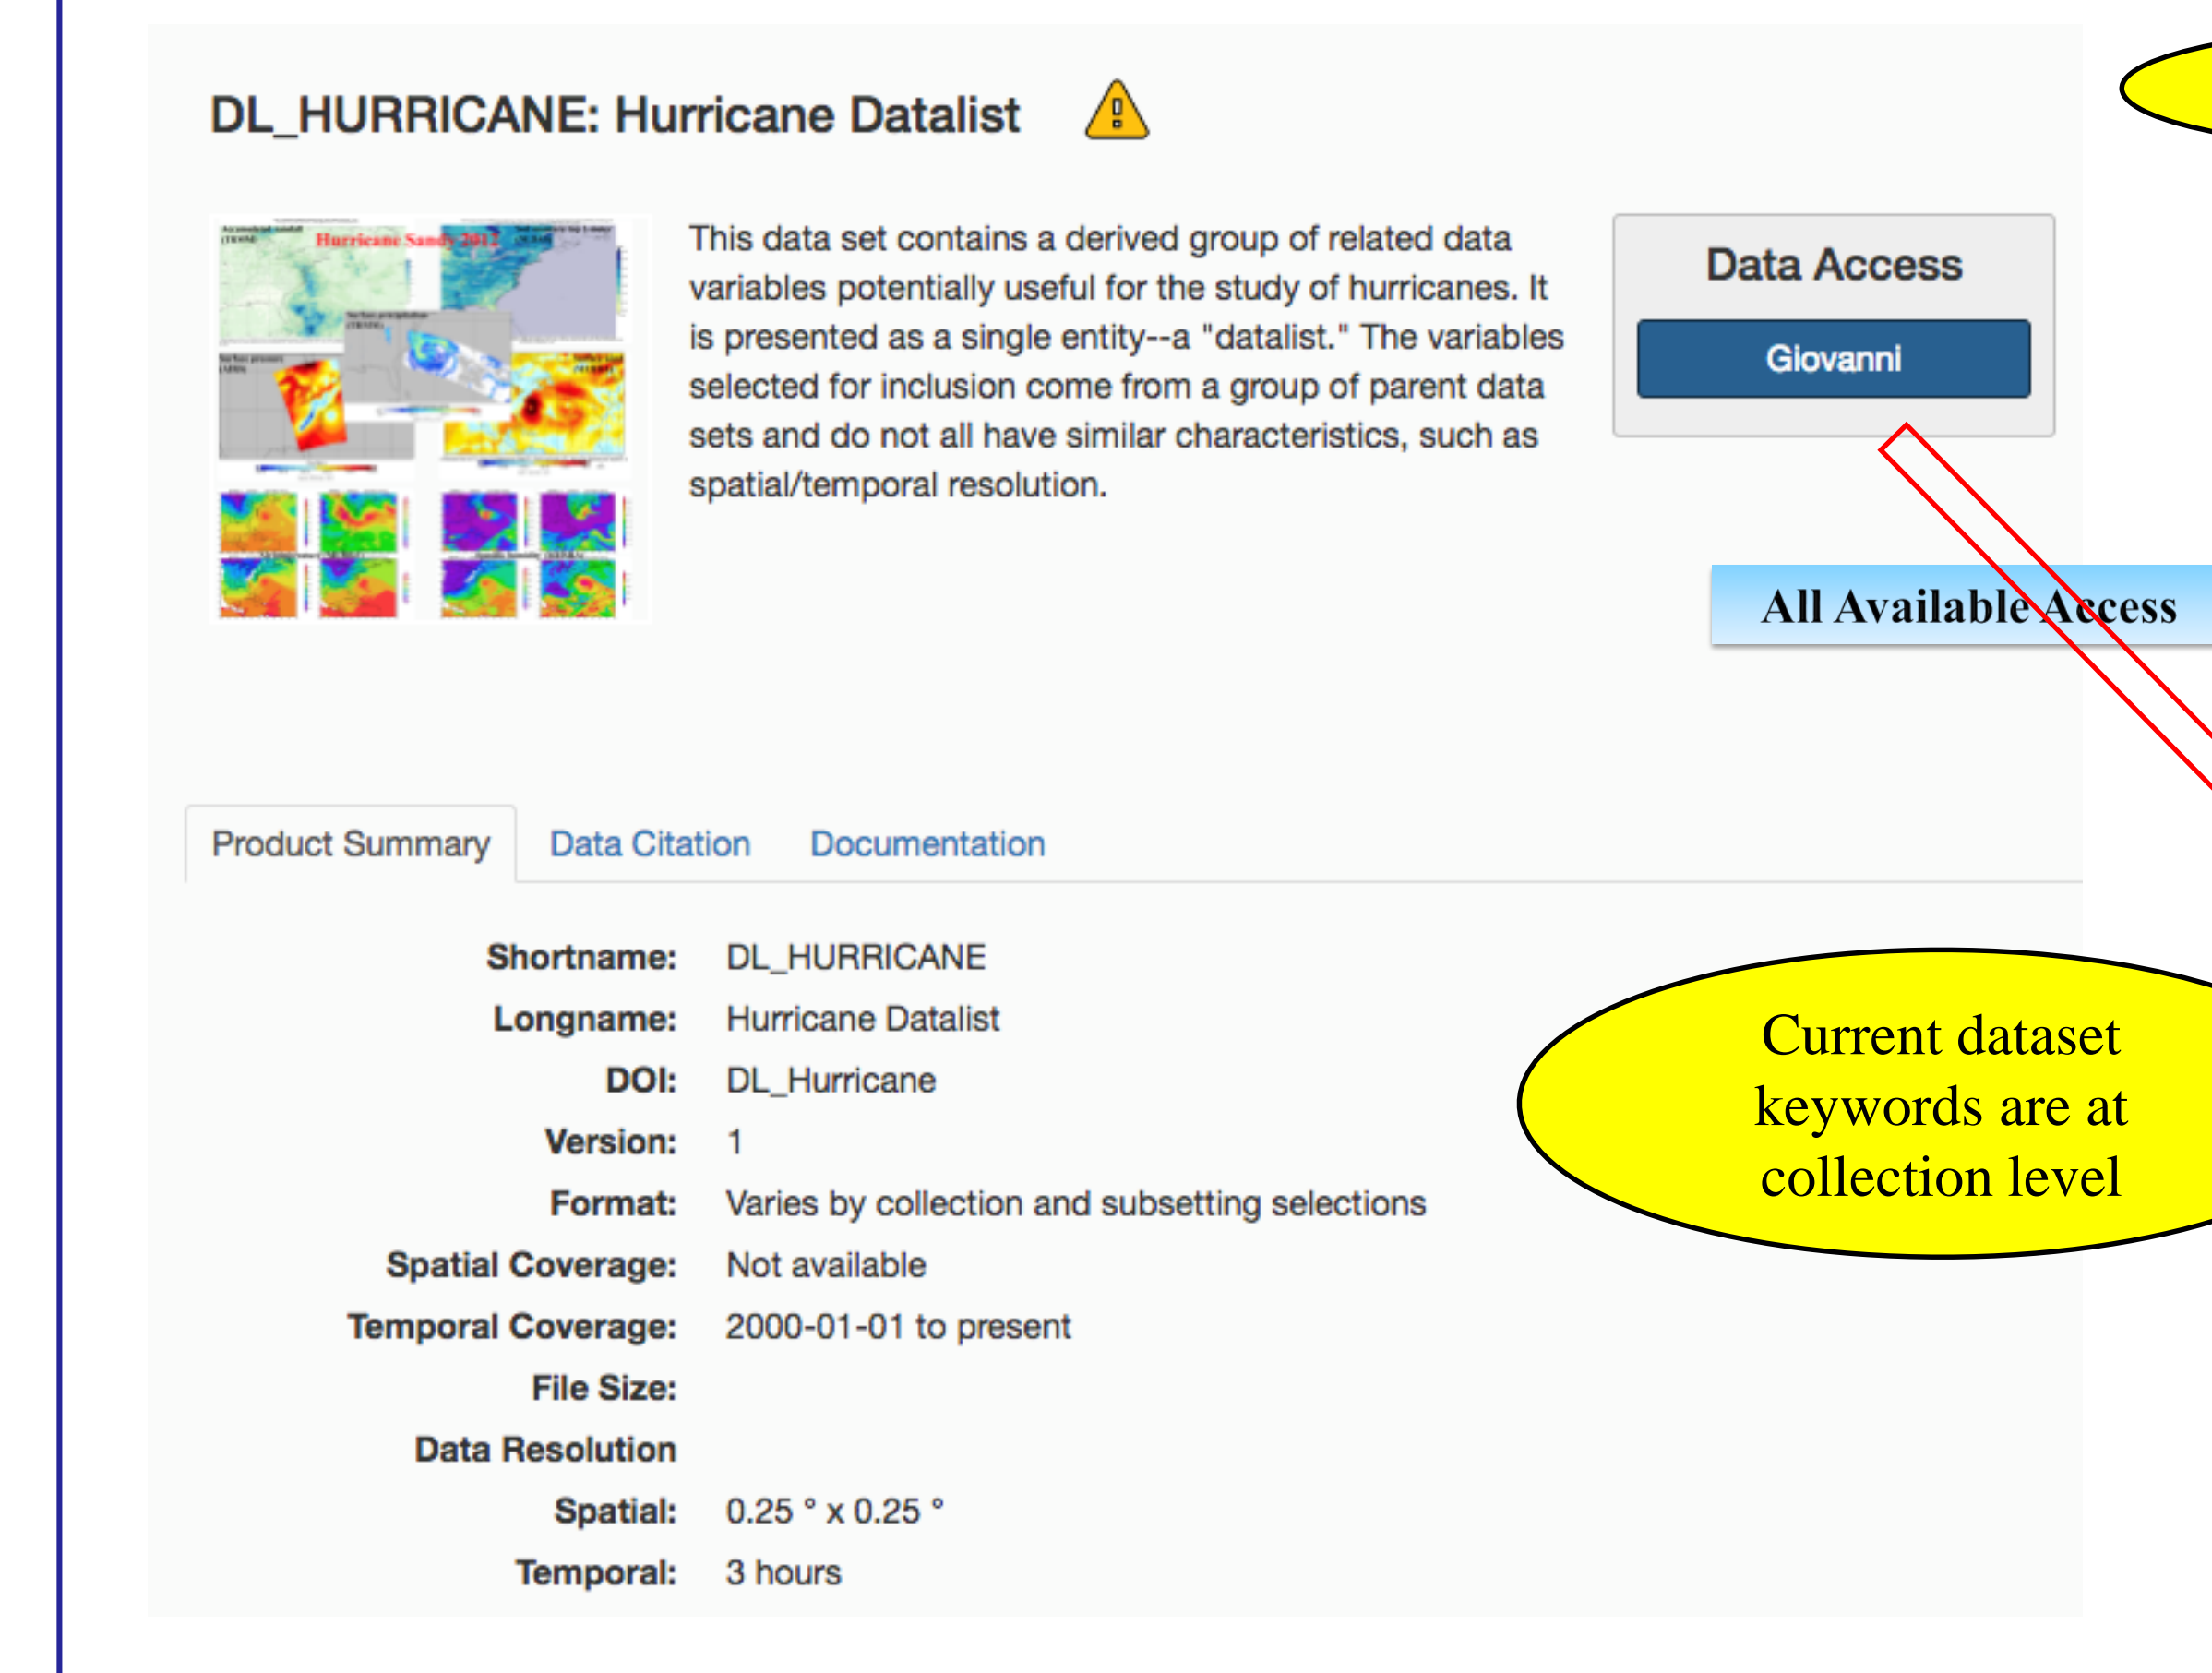 DL_HURRICANE: Hurricane Datalist
Hurricane Sandy 2012
This data set contains a derived group of related data
variables potentially useful for the study of hurricanes. It
is presented as a single entity--a "datalist." The variables
selected for inclusion come from a group of parent data
sets and do not all have similar characteristics, such as
spatial/temporal resolution.
Data Access
Giovanni
All Available Access
Product Summary Data Citation Documentation
Shortname: DL_HURRICANE
Longname: Hurricane Datalist
DOI: DL_Hurricane
Version: 1
Format: Varies by collection and subsetting selections
Spatial Coverage: Not available
Temporal Coverage: 2000-01-01 to present
File Size:
Data Resolution
Spatial: 0.25 ° x 0.25 °
Temporal: 3 hours
Current dataset
keywords are at
collection level